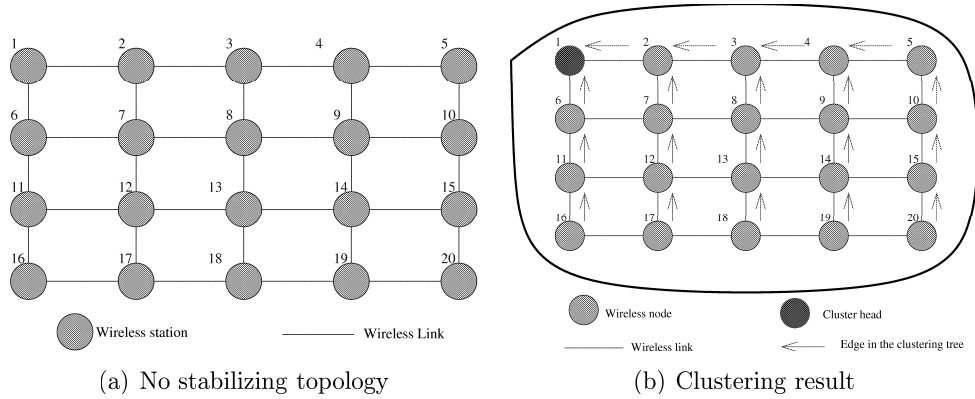 1 2 3 4 5
6 7 8 9 10
11 12 13 14 15
16 17 18 19 20
Wireless station
Wireless Link
(a) No stabilizing topology
1 2 3 4 5
6 7 8 9 10
11 12 13 14 15
16 17 18 19 20
Wireless node
Cluster head
Wireless link
Edge in the clustering tree
(b) Clustering result